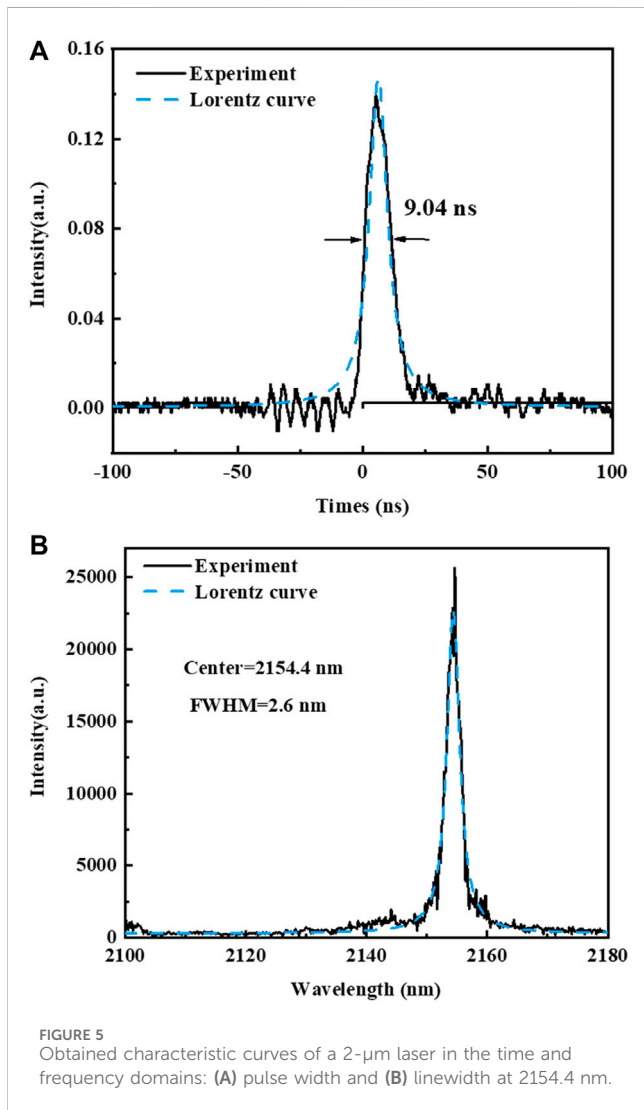 A
0.16
Experiment
Lorentz curve
0.12
9.04 ns
0.08
0.04
0.00
Intensity(a.u.)
-100 -50 0 50 100
Times (ns)
B
Experiment
Lorentz curve
25000
20000
Center=2154.4 nm
FWHM=2.6 nm
15000
10000
5000
0
Intensity(a.u.)
2100 2120 2140 2160 2180
Wavelength (nm)
FIGURE 5
Obtained characteristic curves of a 2-μm laser in the time and
frequency domains: (A) pulse width and (B) linewidth at 2154.4 nm.